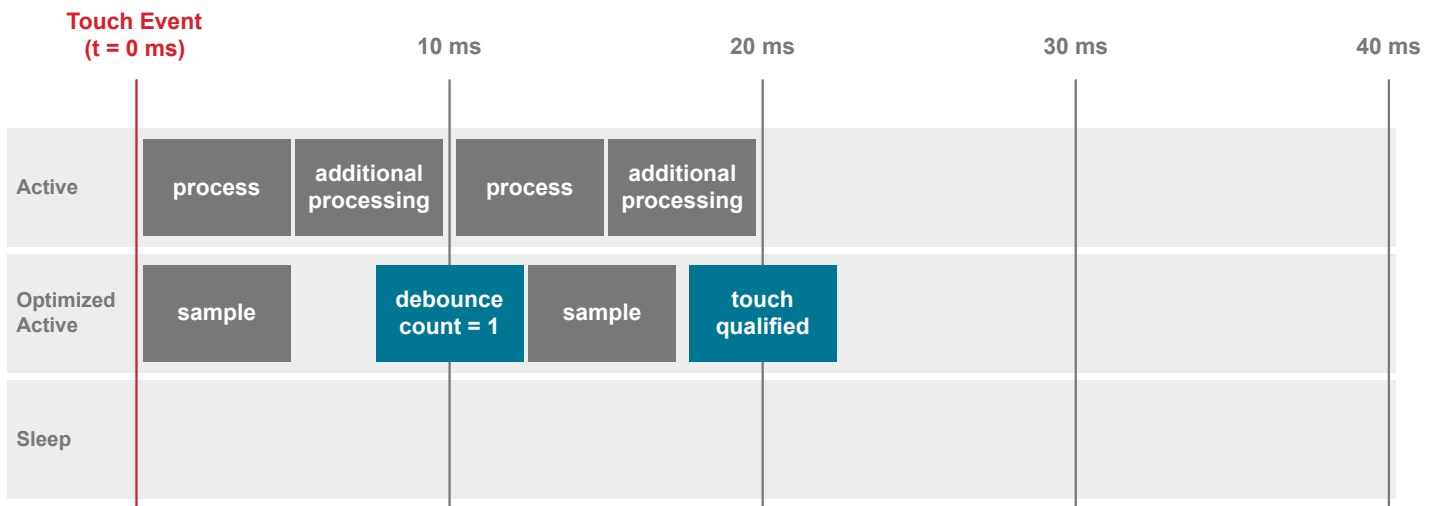 Touch Event
(t = 0 ms)
10 ms
20 ms
30 ms
40 ms
Active
process
additional
processing
process
additional
processing
Optimized
Active
sample
debounce
count = 1
sample
touch
qualified
Sleep